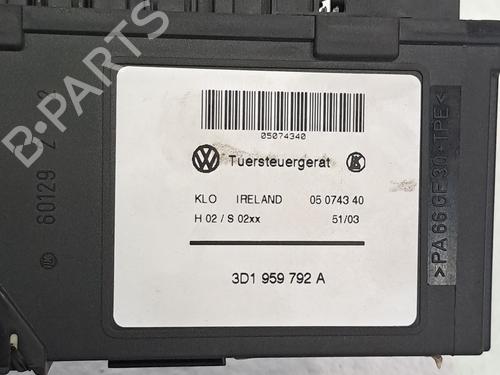 05074340
Tuersteuergerat
KLO IRELAND 05 0743 40
H 02 / S 02xx 51/03
3D1 959 792 A
60129
>PA 66 GF 30+TPE<
B-PARTS